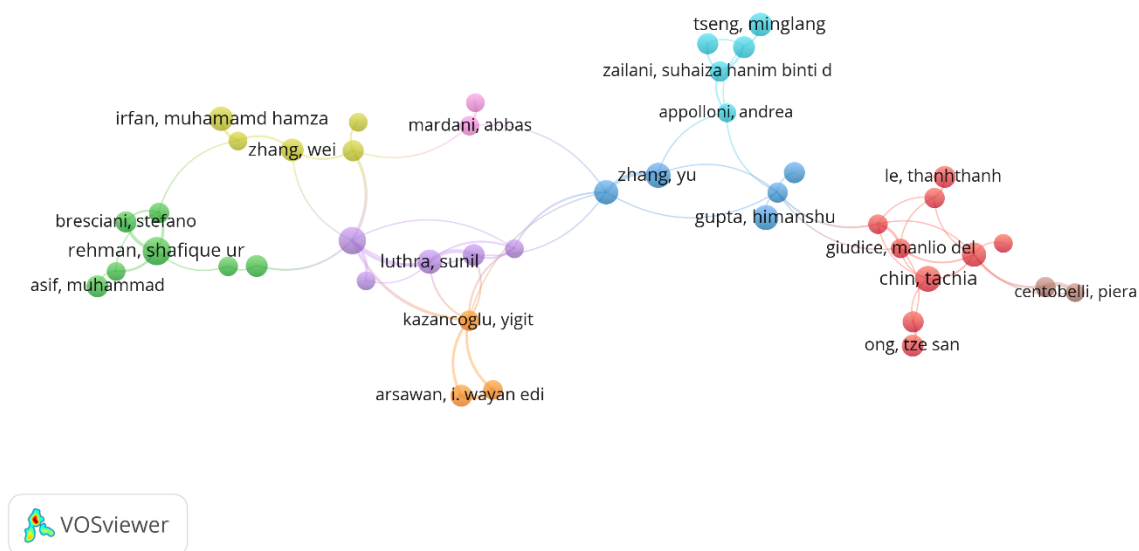 tseng, minglang
zailani, suhaiza hanim binti d
appolloni, andrea
irfan, muhamamd hamza
mardani, abbas
zhang, wei
zhang, yu
le, thanhthanh
bresciani, stefano
gupta, himanshu
rehman, shafique ur
giudice, manlio del
luthra, sunil
chin, tachia
asif, muhammad
centobelli, piera
kazancoglu, yigit
ong, tze san
arsawan, i. wayan edi
VOSviewer